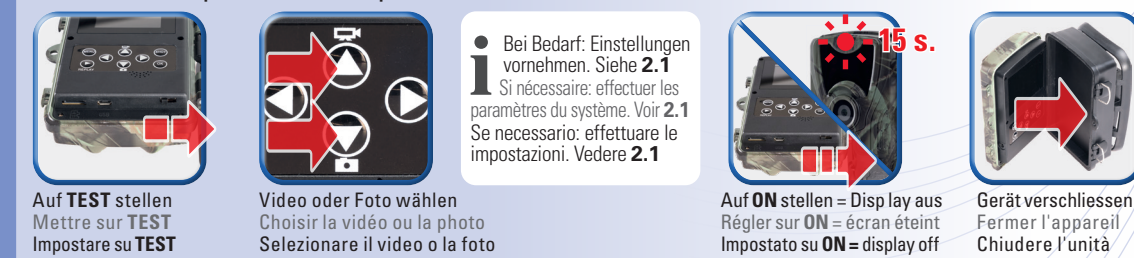 Auf TEST stellen
Mettre sur TEST
Impostare su TEST
Video oder Foto wählen
Choisir la vidéo ou la photo
Selezionare il video o la foto
i
Bei Bedarf: Einstellungen
vornehmen. Siehe 2.1
Si nécessaire: effectuer les
paramètres du système. Voir 2.1
Se necessario: effettuare le
impostazioni. Vedere 2.1
15 s.
Auf ON stellen = Disp lay aus
Régler sur ON = écran éteint
Impostato su ON = display off
Gerät verschliessen
Fermer l'appareil
Chiudere l'unità